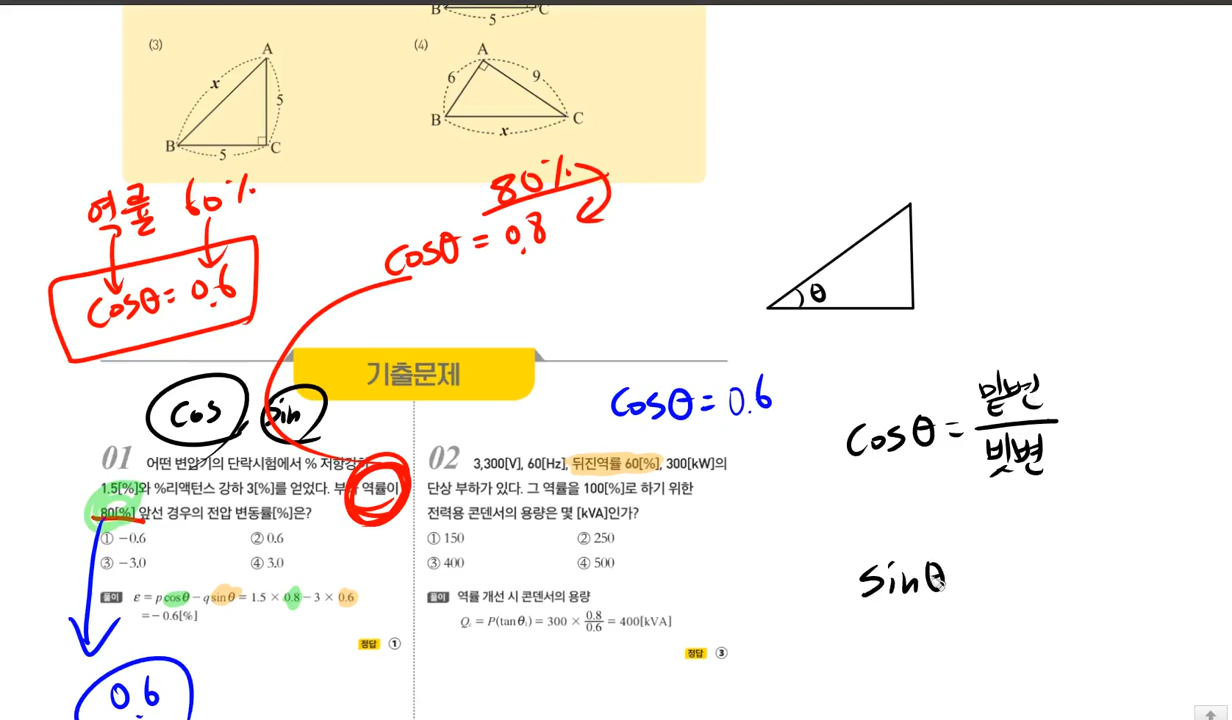 B 5 C
(3)
A
x
5
B
5
C
(4)
A
6
9
B
x
C
역률 60%
cosθ = 0.6
80%
cosθ = 0.8
θ
기출문제
cos sin
cosθ = 0.6
cosθ = 밑변/빗변
sinθ
01 어떤 변압기의 단락시험에서 % 저항강하
1.5[%]와 %리액턴스 강하 3[%]를 얻었다. 부하 역률이
80[%] 앞선 경우의 전압 변동률[%]은?
① −0.6 ② 0.6
③ −3.0 ④ 3.0
풀이 ε = p cosθ − q sinθ = 1.5 × 0.8 − 3 × 0.6
= − 0.6[%]
정답 ①
0.6
02 3,300[V], 60[Hz], 뒤진역률 60[%], 300[kW]의
단상 부하가 있다. 그 역률을 100[%]로 하기 위한
전력용 콘덴서의 용량은 몇 [kVA]인가?
① 150 ② 250
③ 400 ④ 500
풀이 역률 개선 시 콘덴서의 용량
Qc = P(tanθ1) = 300 × 0.8/0.6 = 400[kVA]
정답 ③